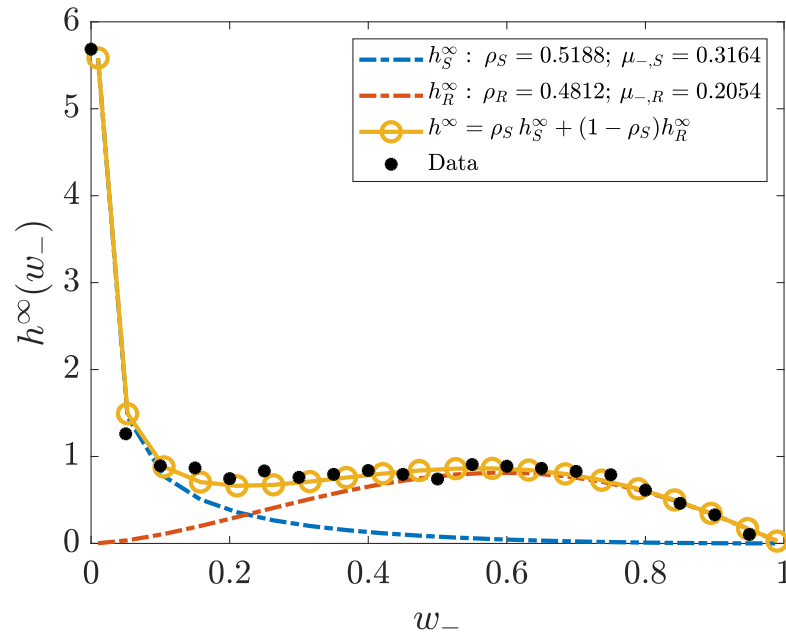 6
5
4
3
2
1
0
h^∞(w_−)
h_S^∞ : ρ_S = 0.5188; μ_{−,S} = 0.3164
h_R^∞ : ρ_R = 0.4812; μ_{−,R} = 0.2054
h^∞ = ρ_S h_S^∞ + (1 − ρ_S)h_R^∞
Data
0 0.2 0.4 0.6 0.8 1
w_−